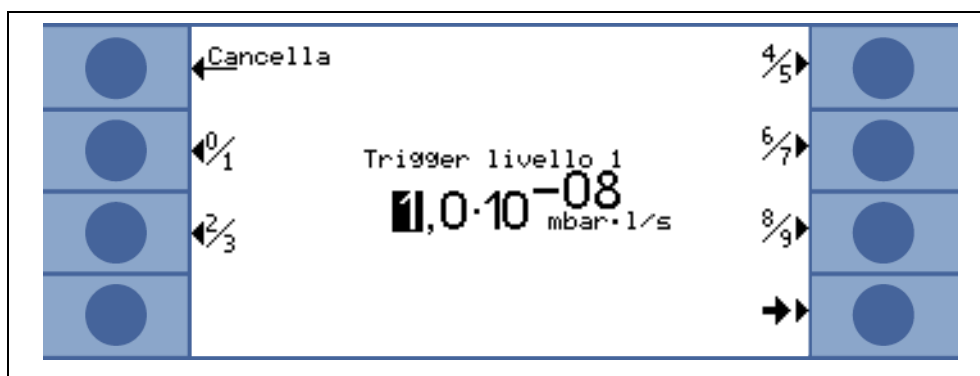 Cancella
4/5
0/1
6/7
Trigger livello 1
1,0·10⁻⁰⁸ mbar·l/s
2/3
8/9